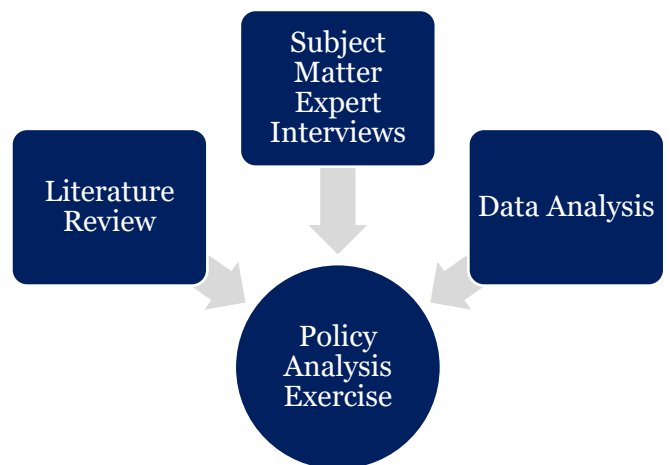 Subject
Matter
Expert
Interviews
Literature
Review
Data Analysis
Policy
Analysis
Exercise